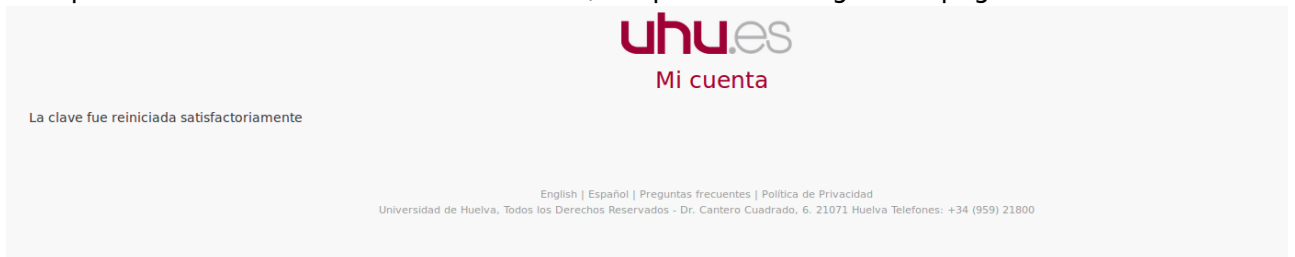 uhu.es
Mi cuenta
La clave fue reiniciada satisfactoriamente
English | Español | Preguntas frecuentes | Política de Privacidad
Universidad de Huelva, Todos los Derechos Reservados - Dr. Cantero Cuadrado, 6. 21071 Huelva Telefones: +34 (959) 21800